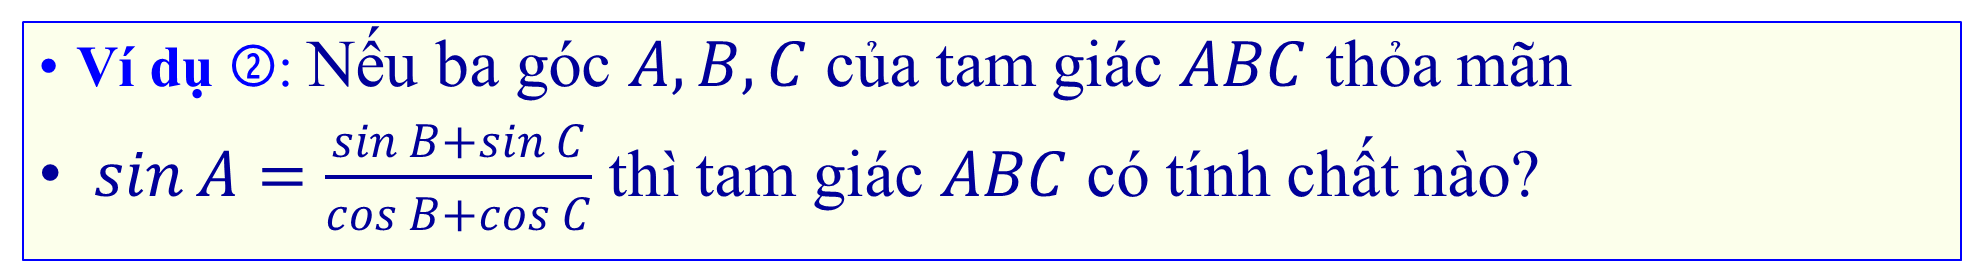 • Ví dụ ②: Nếu ba góc A, B, C của tam giác ABC thỏa mãn
• sin A = \frac{sin B+sin C}{cos B+cos C} thì tam giác ABC có tính chất nào?